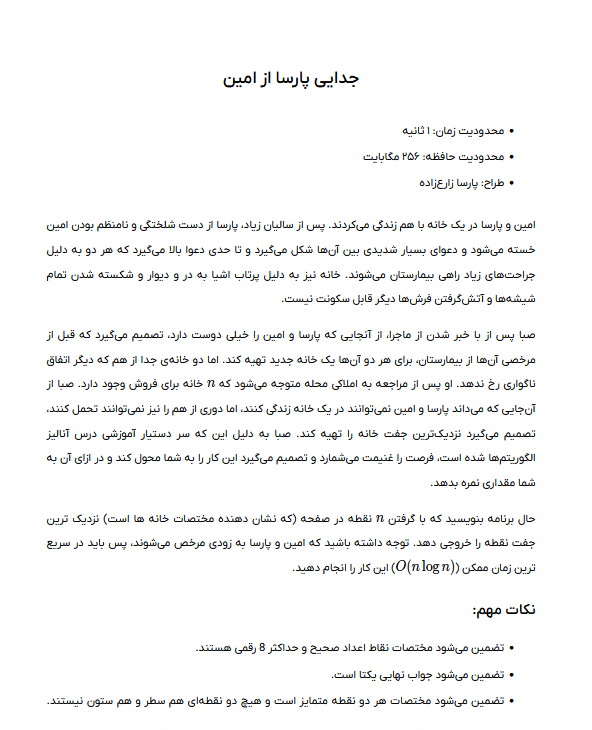 جدایی پارسا از امین
• محدودیت زمان: ۱ ثانیه
• محدودیت حافظه: ۲۵۶ مگابایت
• طراح: پارسا زارع‌زاده
امین و پارسا در یک خانه با هم زندگی می‌کردند. پس از سالیان زیاد، پارسا از دست شلختگی و نامنظم بودن امین
خسته می‌شود و دعوای بسیار شدیدی بین آن‌ها شکل می‌گیرد و تا حدی دعوا بالا می‌گیرد که هر دو به دلیل
جراحت‌های زیاد راهی بیمارستان می‌شوند. خانه نیز به دلیل پرتاب اشیا به در و دیوار و شکسته شدن تمام
شیشه‌ها و آتش‌گرفتن فرش‌ها دیگر قابل سکونت نیست.
صبا پس از با خبر شدن از ماجرا، از آنجایی که پارسا و امین را خیلی دوست دارد، تصمیم می‌گیرد که قبل از
مرخصی آن‌ها از بیمارستان، برای هر دو آن‌ها یک خانه جدید تهیه کند. اما دو خانه‌ی جدا از هم که دیگر اتفاق
ناگواری رخ ندهد. او پس از مراجعه به املاکی محله متوجه می‌شود که n خانه برای فروش وجود دارد. صبا از
آن‌جایی که می‌داند پارسا و امین نمی‌توانند در یک خانه زندگی کنند، اما دوری از هم را نیز نمی‌توانند تحمل کنند،
تصمیم می‌گیرد نزدیک‌ترین جفت خانه را تهیه کند. صبا به دلیل این که سر دستیار آموزشی درس آنالیز
الگوریتم‌ها شده است، فرصت را غنیمت می‌شمارد و تصمیم می‌گیرد این کار را به شما محول کند و در ازای آن به
شما مقداری نمره بدهد.
حال برنامه بنویسید که با گرفتن n نقطه در صفحه (که نشان دهنده مختصات خانه ها است) نزدیک ترین
جفت نقطه را خروجی دهد. توجه داشته باشید که امین و پارسا به زودی مرخص می‌شوند، پس باید در سریع
ترین زمان ممکن (O(n log n)) این کار را انجام دهید.
نکات مهم:
• تضمین می‌شود مختصات نقاط اعداد صحیح و حداکثر 8 رقمی هستند.
• تضمین می‌شود جواب نهایی یکتا است.
• تضمین می‌شود مختصات هر دو نقطه متمایز است و هیچ دو نقطه‌ای هم سطر و هم ستون نیستند.